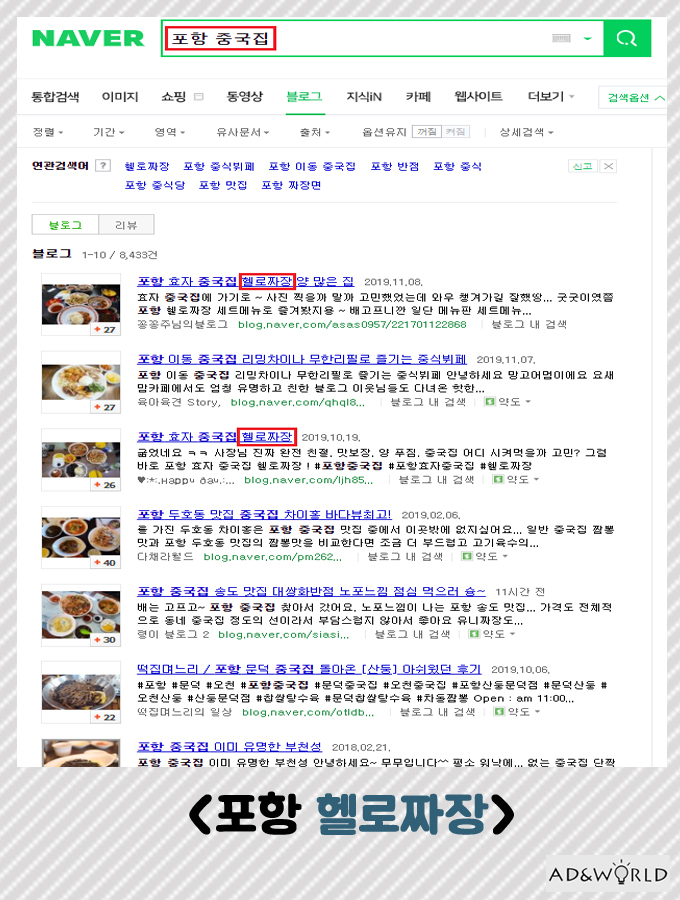 NAVER 포항 중국집
통합검색 이미지 쇼핑 동영상 블로그 지식iN 카페 웹사이트 더보기 검색옵션
정렬 기간 영역 유사문서 출처 옵션유지 꺼짐 켜짐 상세검색
연관검색어 ? 헬로짜장 포항 중식뷔페 포항 이동 중국집 포항 반점 포항 중식 신고
포항 중식당 포항 맛집 포항 짜장면
블로그 리뷰
블로그 1-10 / 8,433건
포항 효자 중국집 헬로짜장 양 많은 집 2019.11.08.
효자 중국집에 가기로 ~ 사진 찍을까 말까 고민했었는데 와우 챙겨가길 잘했쌍... 굿굿이였쯤
포항 헬로짜장 세트메뉴로 즐겨봤지용 ~ 배고프니깐 일단 메뉴판 세트메뉴...
+ 27
꽁꽁주님의블로그 blog.naver.com/asas0957/221701122868 블로그 내 검색
포항 이동 중국집 리밍차이나 무한리필로 즐기는 중식뷔페 2019.11.07.
포항 이동 중국집 리밍차이나 무한리필로 즐기는 중식뷔페 안녕하세요 망고어멈이에요 요새
맘카페에서도 엄청 유명하고 친한 블로그 이웃님들도 다녀온 핫한...
+ 27
육아육견 Story, blog.naver.com/qhql8... 블로그 내 검색 약도
포항 효자 중국집 헬로짜장 2019.10.19.
굽었네요 ㅋㅋ 사장님 진짜 완전 친절, 맛보장, 양 푸짐, 중국집 어디 시켜먹을까 고민? 그럼
바로 포항 효자 중국집 헬로짜장 ! #포항중국집 #포항효자중국집 #헬로짜장
+ 26
blog.naver.com/ljh85... 블로그 내 검색 약도
포항 두호동 맛집 중국집 차이홍 바다뷰최고! 2019.02.06.
를 가진 두호동 차이홍은 포항 중국집 맛집 중에서 이곳밖에 없지싶어요... 일반 중국집 짬뽕
맛과 포항 두호동 맛집의 짬뽕맛을 비교한다면 조금 더 부드럽고 고기육수의...
+ 40
다채라월드 blog.naver.com/pm262... 블로그 내 검색 약도
포항 중국집 송도 맛집 대쌍화반점 노포느낌 점심 먹으러 슝~ 11시간 전
배는 고프고~ 포항 중국집 찾아서 갔어요, 노포느낌이 나는 포항 송도 맛집... 가격도 전체적
으로 동네 중국집 정도의 선이라서 부담스럽지 않아서 좋아요 유니짜장도...
+ 30
령이 블로그 2 blog.naver.com/siasi... 블로그 내 검색 약도
떡집며느리 / 포항 문덕 중국집 돌아온 [산동] 아쉬웠던 후기 2019.10.06.
#포항 #문덕 #오천 #포항중국집 #문덕중국집 #오천중국집 #포항산동문덕점 #문덕산동 #
오천산동 #산동문덕점 #찹쌀탕수육 #문덕찹쌀탕수육 #차돌짬뽕 Open : am 11:00...
+ 22
떡집며느리의 일상 blog.naver.com/otldb... 블로그 내 검색 약도
포항 중국집 이미 유명한 부천성 2018.02.21.
포항 중국집 이미 유명한 부천성 안녕하세요~ 무무입니다^^ 평소 워낙에... 없는 중국집 단짝
<포항 헬로짜장>
AD&WORLD